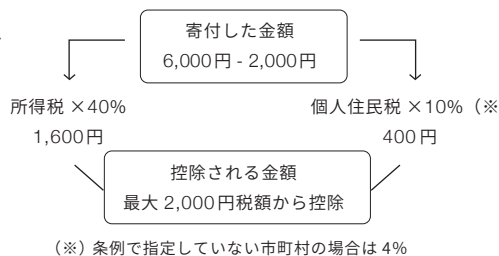 寄付した金額
6,000円 - 2,000円
所得税 ×40%
1,600円
個人住民税 ×10%（※
400円
控除される金額
最大 2,000円税額から控除
（※）条例で指定していない市町村の場合は 4%